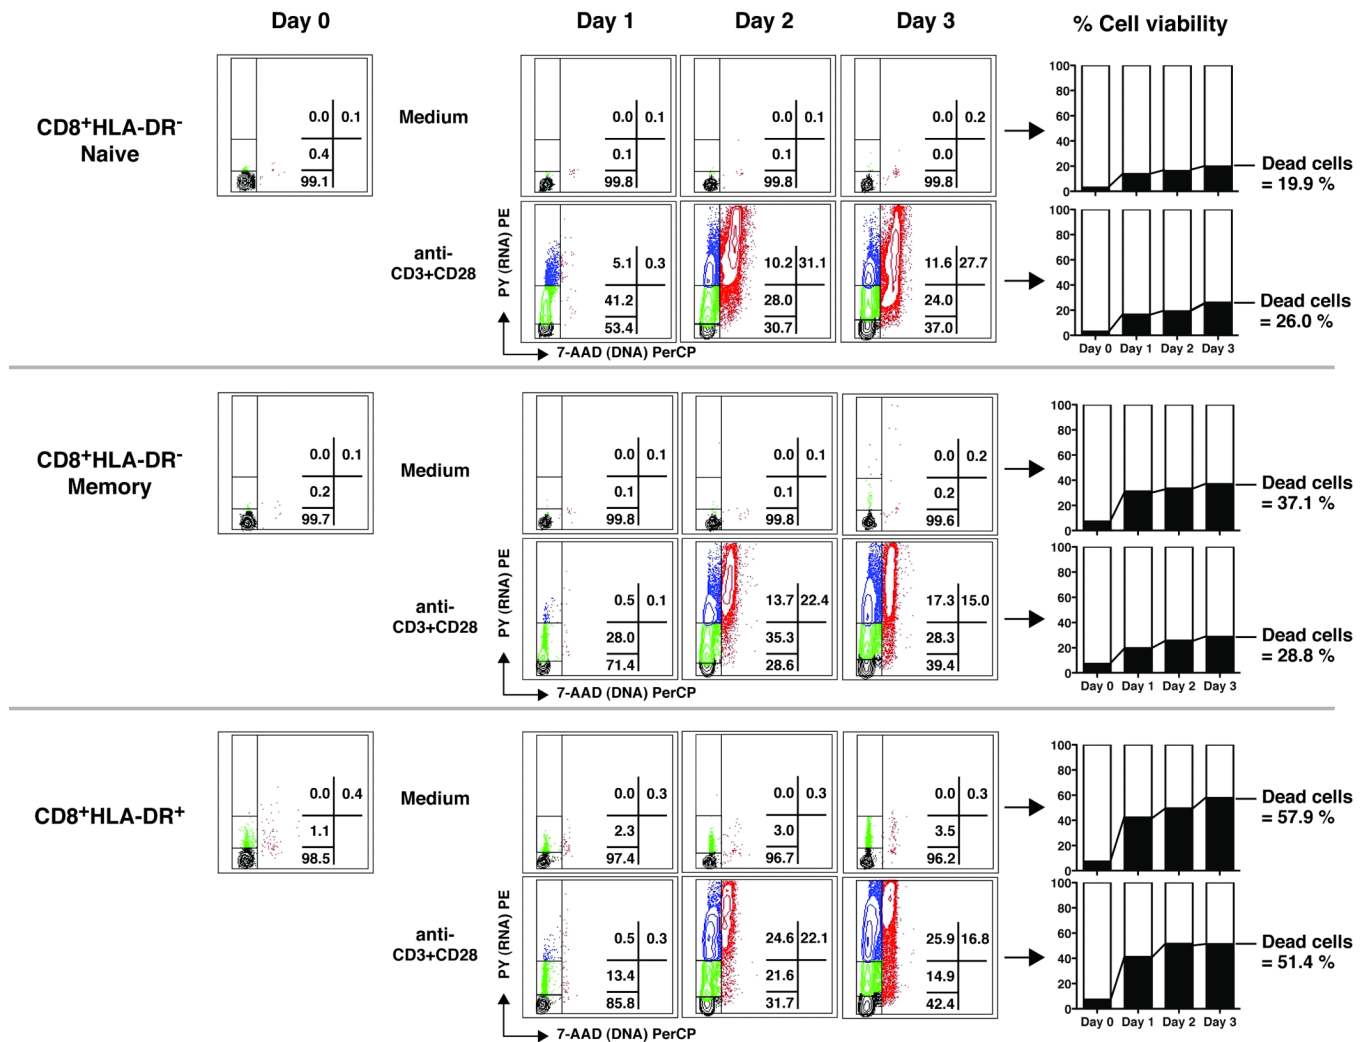 Day 0 Day 1 Day 2 Day 3 % Cell viability
CD8+HLA-DR-
Naive
0.0 0.1
0.4
99.1
Medium
0.0 0.1
0.1
99.8
0.0 0.1
0.1
99.8
0.0 0.2
0.0
99.8
100
80
60
40
20
0
Dead cells
= 19.9 %
anti-
CD3+CD28
PY (RNA) PE
5.1 0.3
41.2
53.4
10.2 31.1
28.0
30.7
11.6 27.7
24.0
37.0
7-AAD (DNA) PerCP
100
80
60
40
20
0
Day 0 Day 1 Day 2 Day 3
Dead cells
= 26.0 %
CD8+HLA-DR-
Memory
0.0 0.1
0.2
99.7
Medium
0.0 0.1
0.1
99.8
0.0 0.1
0.1
99.8
0.0 0.2
0.2
99.6
100
80
60
40
20
0
Dead cells
= 37.1 %
anti-
CD3+CD28
PY (RNA) PE
0.5 0.1
28.0
71.4
13.7 22.4
35.3
28.6
17.3 15.0
28.3
39.4
7-AAD (DNA) PerCP
100
80
60
40
20
0
Day 0 Day 1 Day 2 Day 3
Dead cells
= 28.8 %
CD8+HLA-DR+
0.0 0.4
1.1
98.5
Medium
0.0 0.3
2.3
97.4
0.0 0.3
3.0
96.7
0.0 0.3
3.5
96.2
100
80
60
40
20
0
Dead cells
= 57.9 %
anti-
CD3+CD28
PY (RNA) PE
0.5 0.3
13.4
85.8
24.6 22.1
21.6
31.7
25.9 16.8
14.9
42.4
7-AAD (DNA) PerCP
100
80
60
40
20
0
Day 0 Day 1 Day 2 Day 3
Dead cells
= 51.4 %